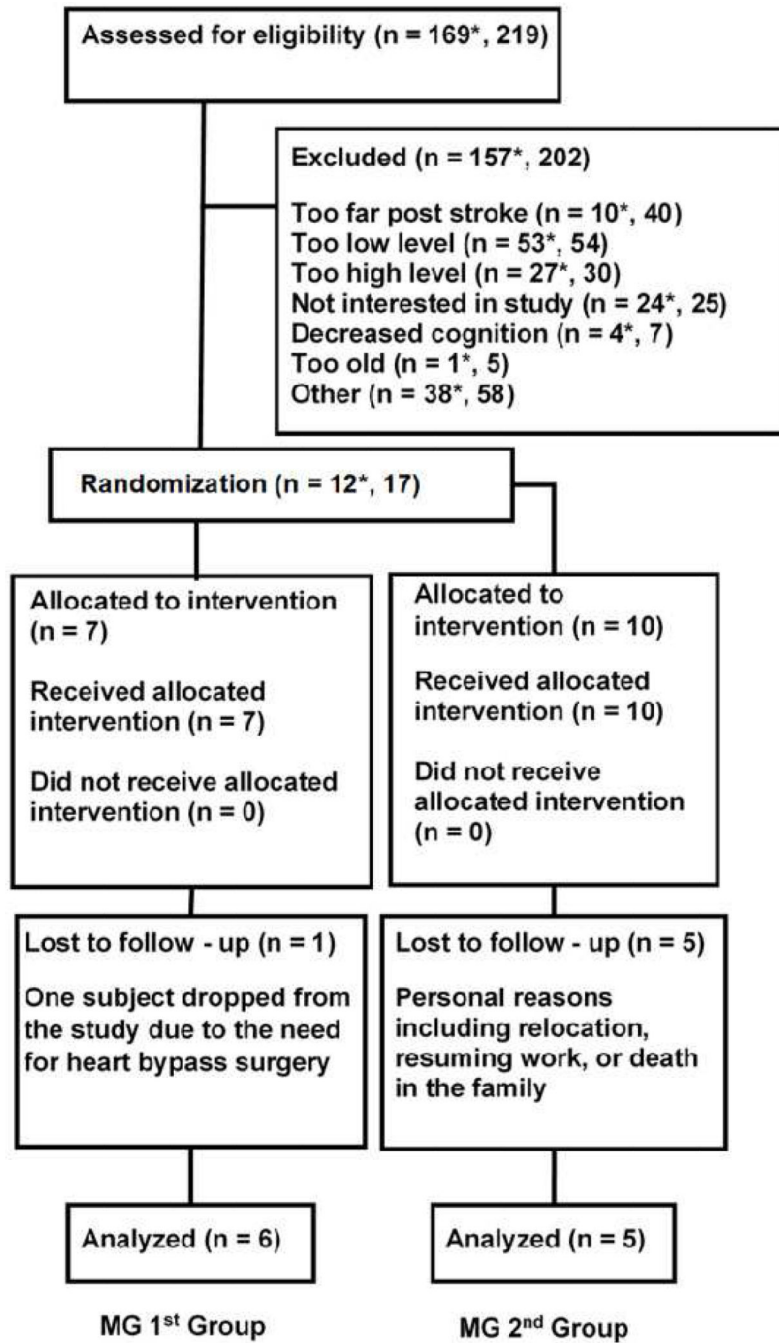 Assessed for eligibility (n = 169*, 219)
Excluded (n = 157*, 202)
Too far post stroke (n = 10*, 40)
Too low level (n = 53*, 54)
Too high level (n = 27*, 30)
Not interested in study (n = 24*, 25)
Decreased cognition (n = 4*, 7)
Too old (n = 1*, 5)
Other (n = 38*, 58)
Randomization (n = 12*, 17)
Allocated to intervention
(n = 7)
Received allocated
intervention (n = 7)
Did not receive allocated
intervention (n = 0)
Allocated to
intervention (n = 10)
Received allocated
intervention (n = 10)
Did not receive
allocated intervention
(n = 0)
Lost to follow - up (n = 1)
One subject dropped from
the study due to the need
for heart bypass surgery
Lost to follow - up (n = 5)
Personal reasons
including relocation,
resuming work, or death
in the family
Analyzed (n = 6)
Analyzed (n = 5)
MG 1st Group
MG 2nd Group